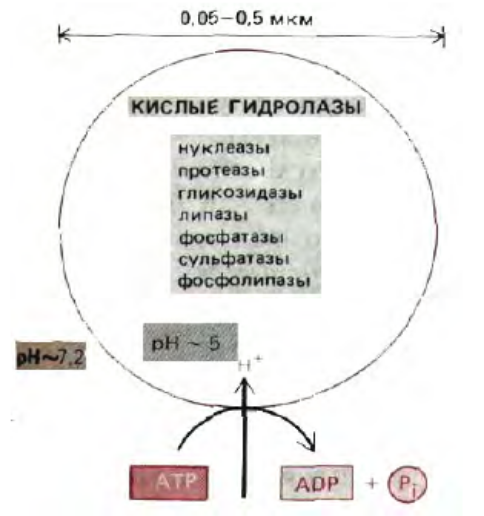 0,05–0,5 мкм
КИСЛЫЕ ГИДРОЛАЗЫ
нуклеазы
протеазы
гликозидазы
липазы
фосфатазы
сульфатазы
фосфолипазы
pH ~ 5
pH~7,2
H⁺
ATP
ADP + Pi